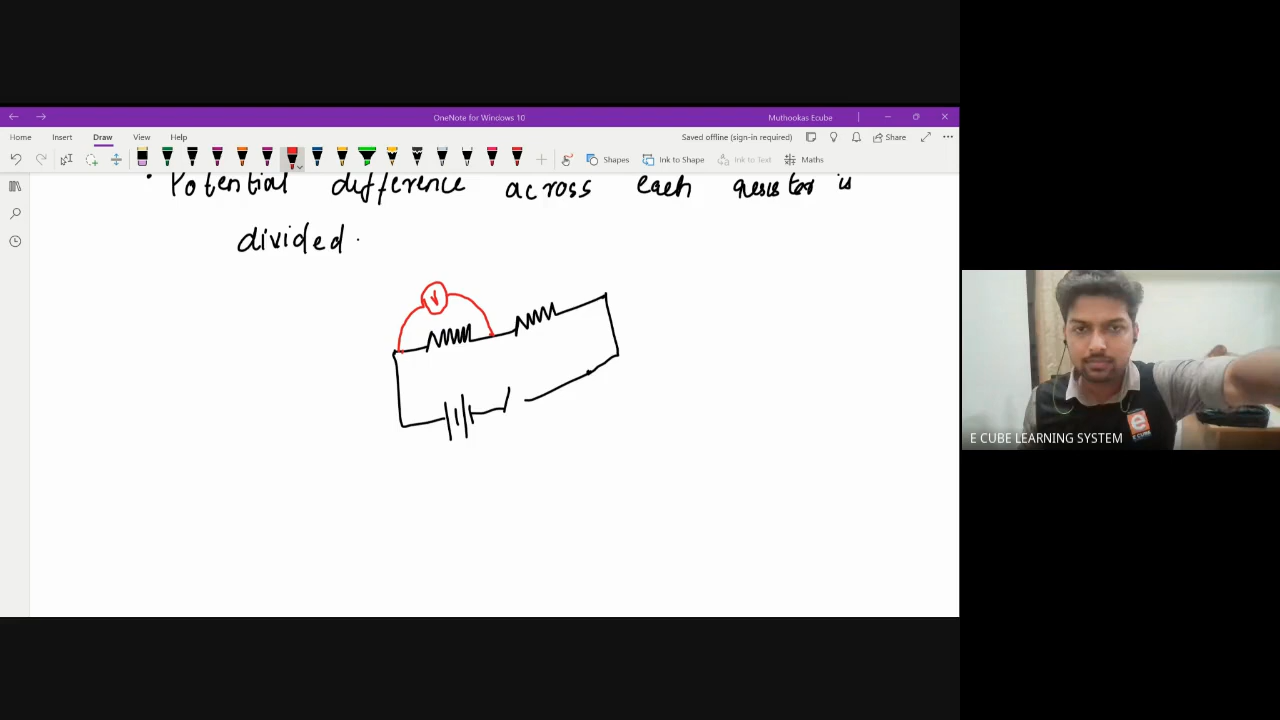 OneNote for Windows 10
Muthookas Ecube
Home Insert Draw View Help
Saved offline (sign-in required) Share
Shapes Ink to Shape Ink to Text Maths
• Potential difference across each resistor is
divided.
V
e
E CUBE
E CUBE LEARNING SYSTEM